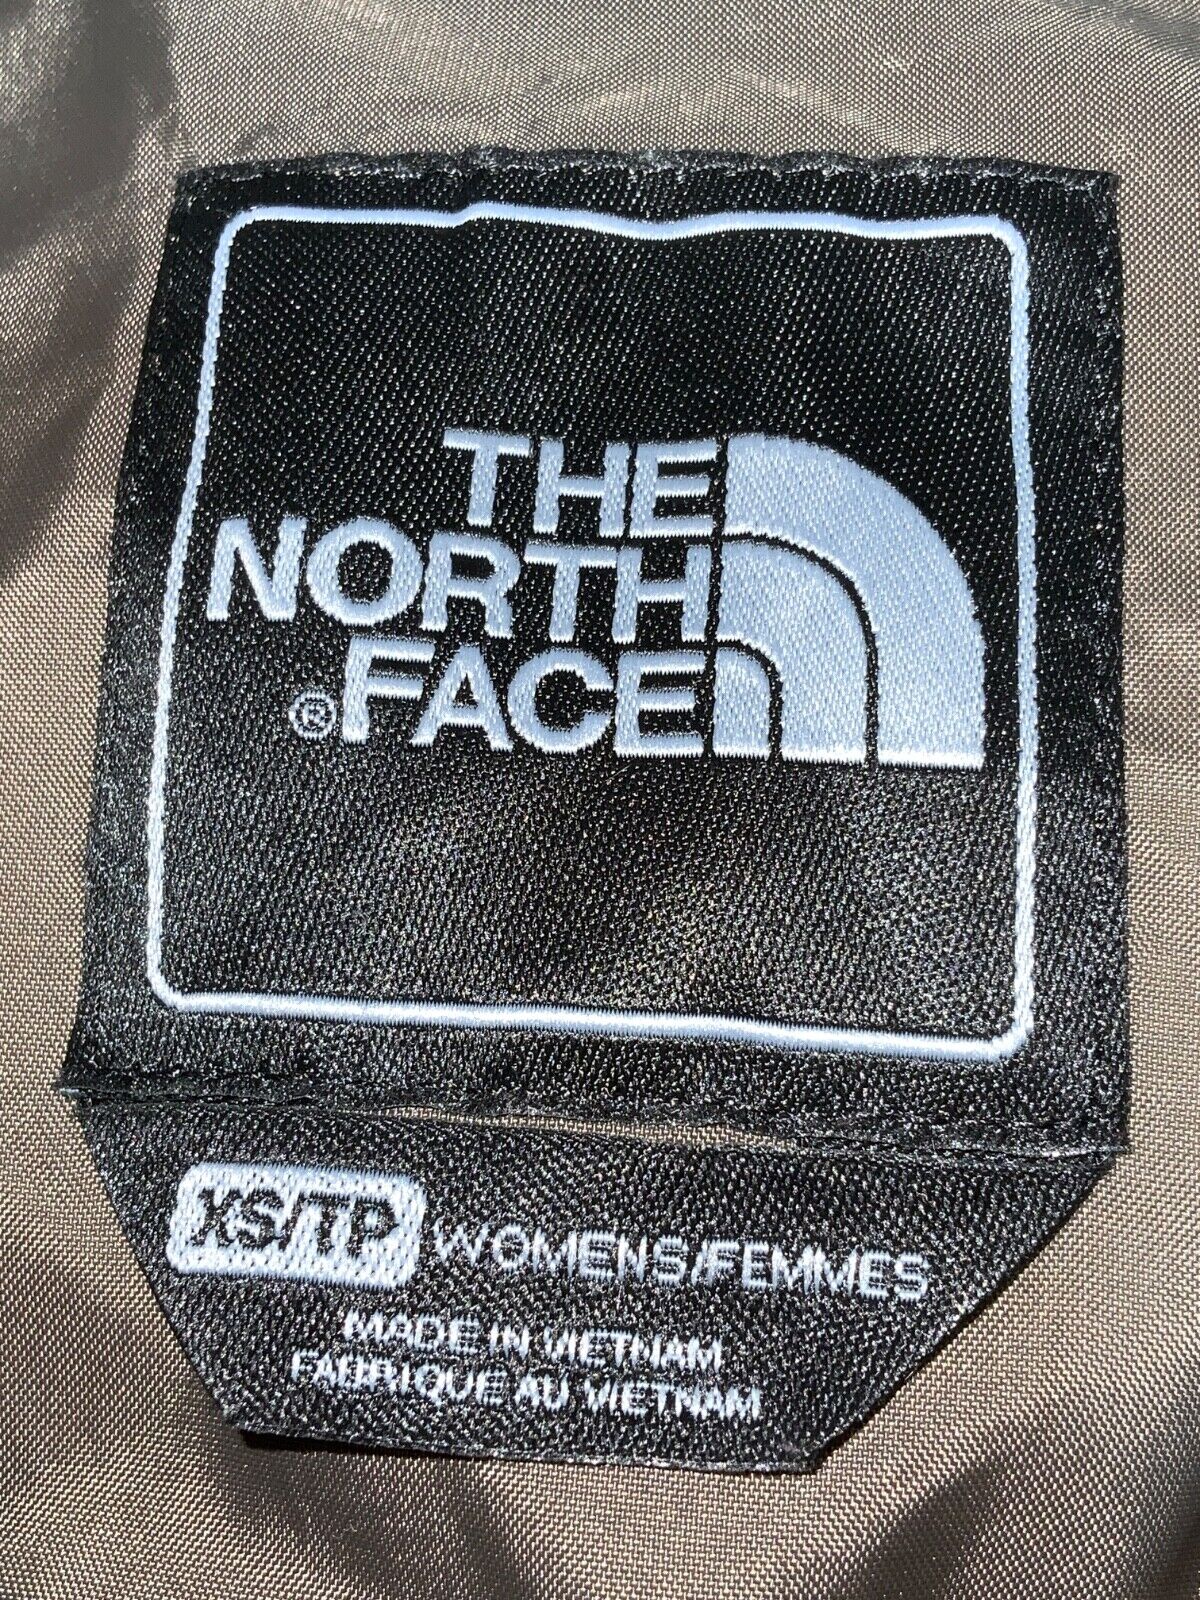 THE
NORTH
®FACE
XS/TP WOMENS/FEMMES
MADE IN VIETNAM
FABRIQUE AU VIETNAM